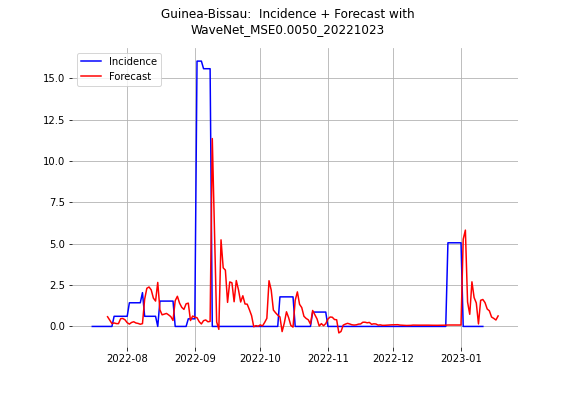 Guinea-Bissau:  Incidence + Forecast with
WaveNet_MSE0.0050_20221023
Incidence
Forecast
15.0
12.5
10.0
7.5
5.0
2.5
0.0
2022-08 2022-09 2022-10 2022-11 2022-12 2023-01